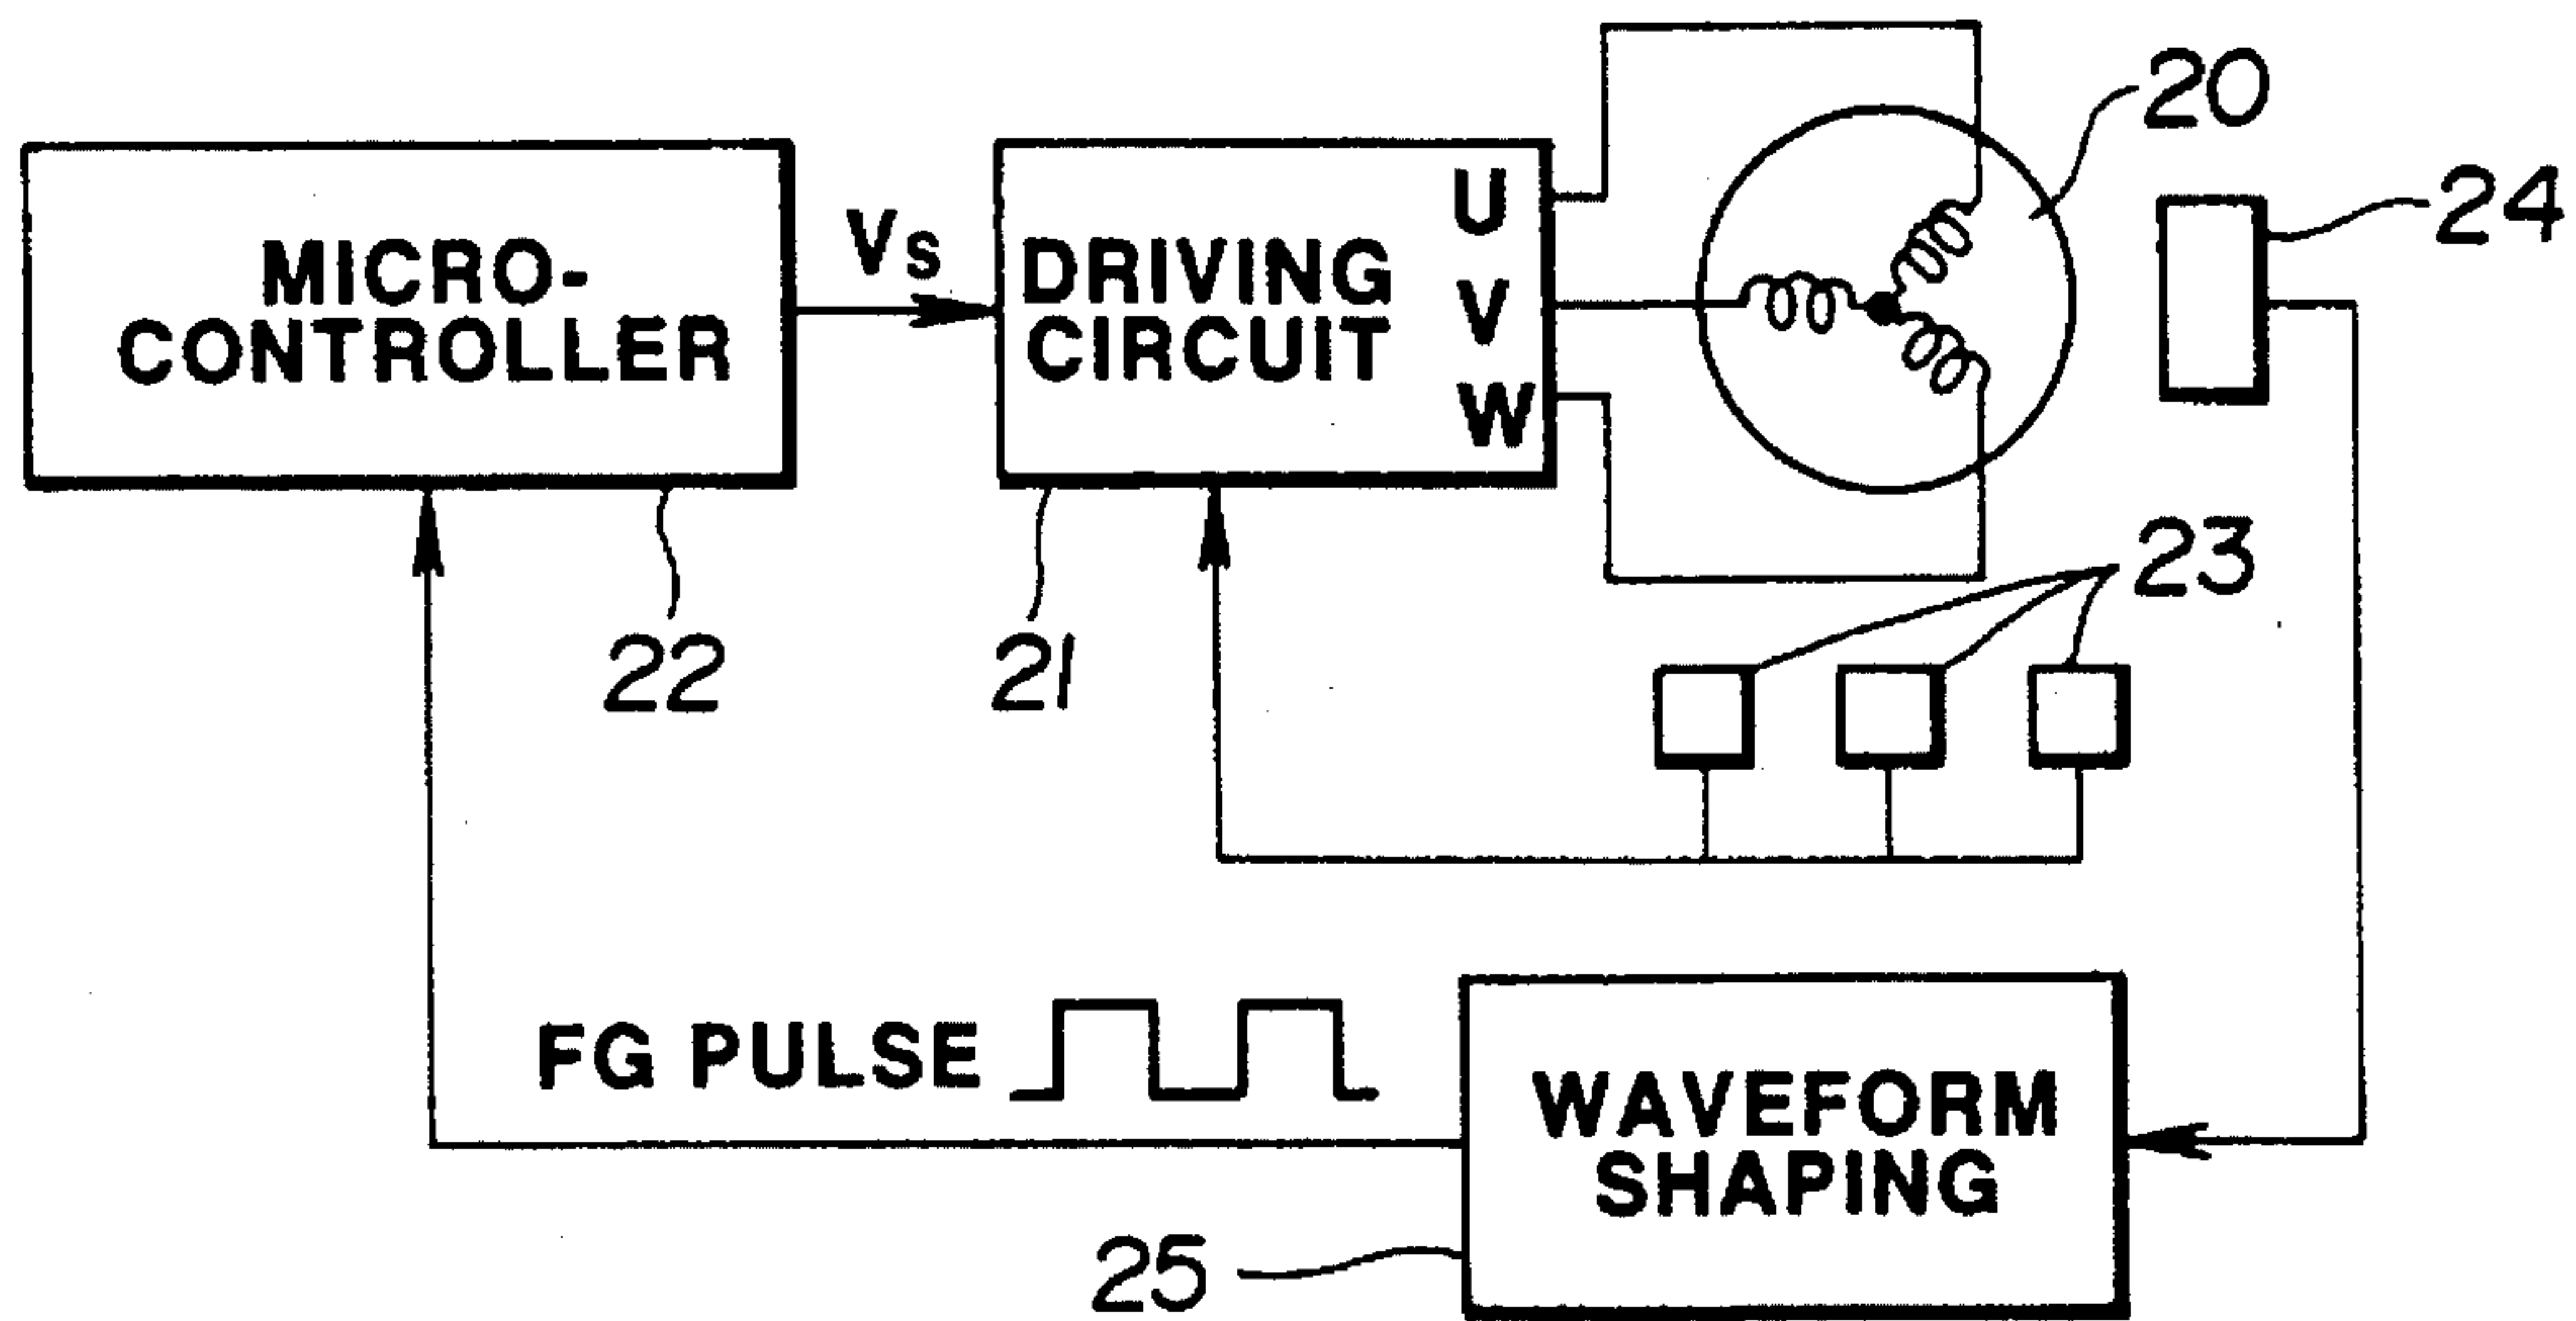 MICRO-
CONTROLLER
Vs
DRIVING
CIRCUIT
U
V
W
20
24
23
22
21
FG PULSE
WAVEFORM
SHAPING
25